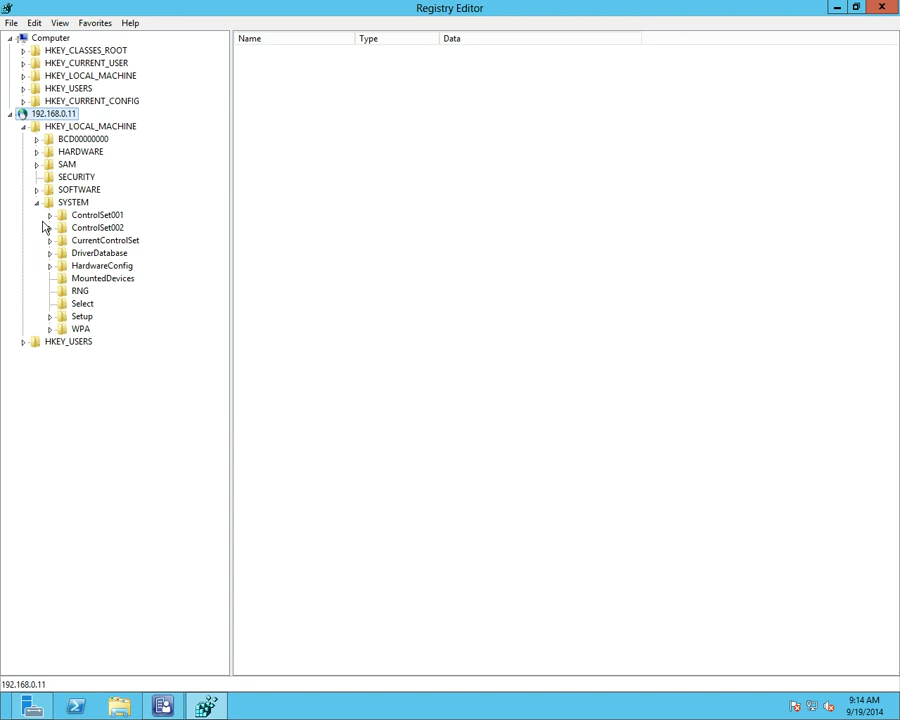 Registry Editor
File Edit View Favorites Help
Computer
HKEY_CLASSES_ROOT
HKEY_CURRENT_USER
HKEY_LOCAL_MACHINE
HKEY_USERS
HKEY_CURRENT_CONFIG
192.168.0.11
HKEY_LOCAL_MACHINE
BCD00000000
HARDWARE
SAM
SECURITY
SOFTWARE
SYSTEM
ControlSet001
ControlSet002
CurrentControlSet
DriverDatabase
HardwareConfig
MountedDevices
RNG
Select
Setup
WPA
HKEY_USERS
Name Type Data
192.168.0.11
9:14 AM
9/19/2014